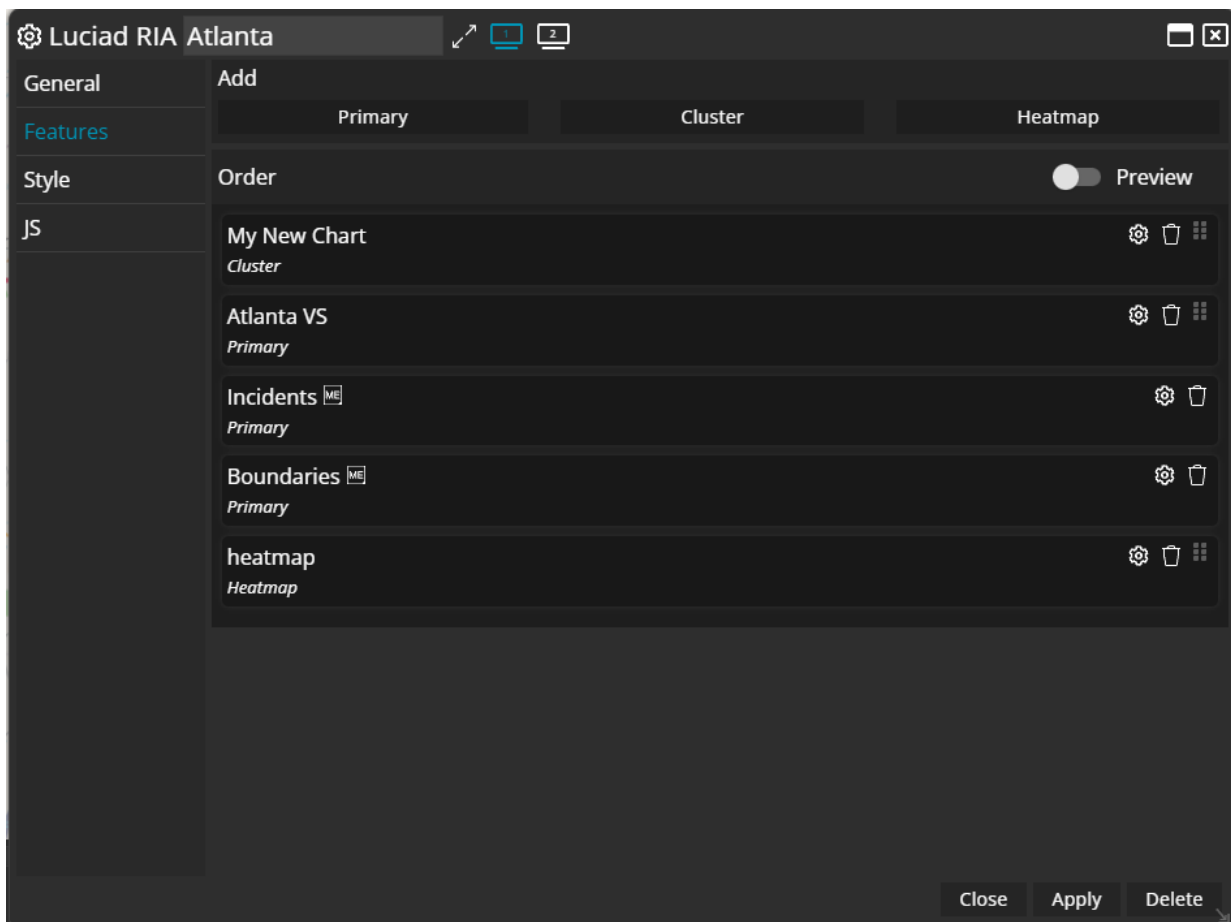 Luciad RIA Atlanta 1 2
General
Features
Style
JS
Add
Primary Cluster Heatmap
Order Preview
My New Chart
Cluster
Atlanta VS
Primary
Incidents ME
Primary
Boundaries ME
Primary
heatmap
Heatmap
Close Apply Delete